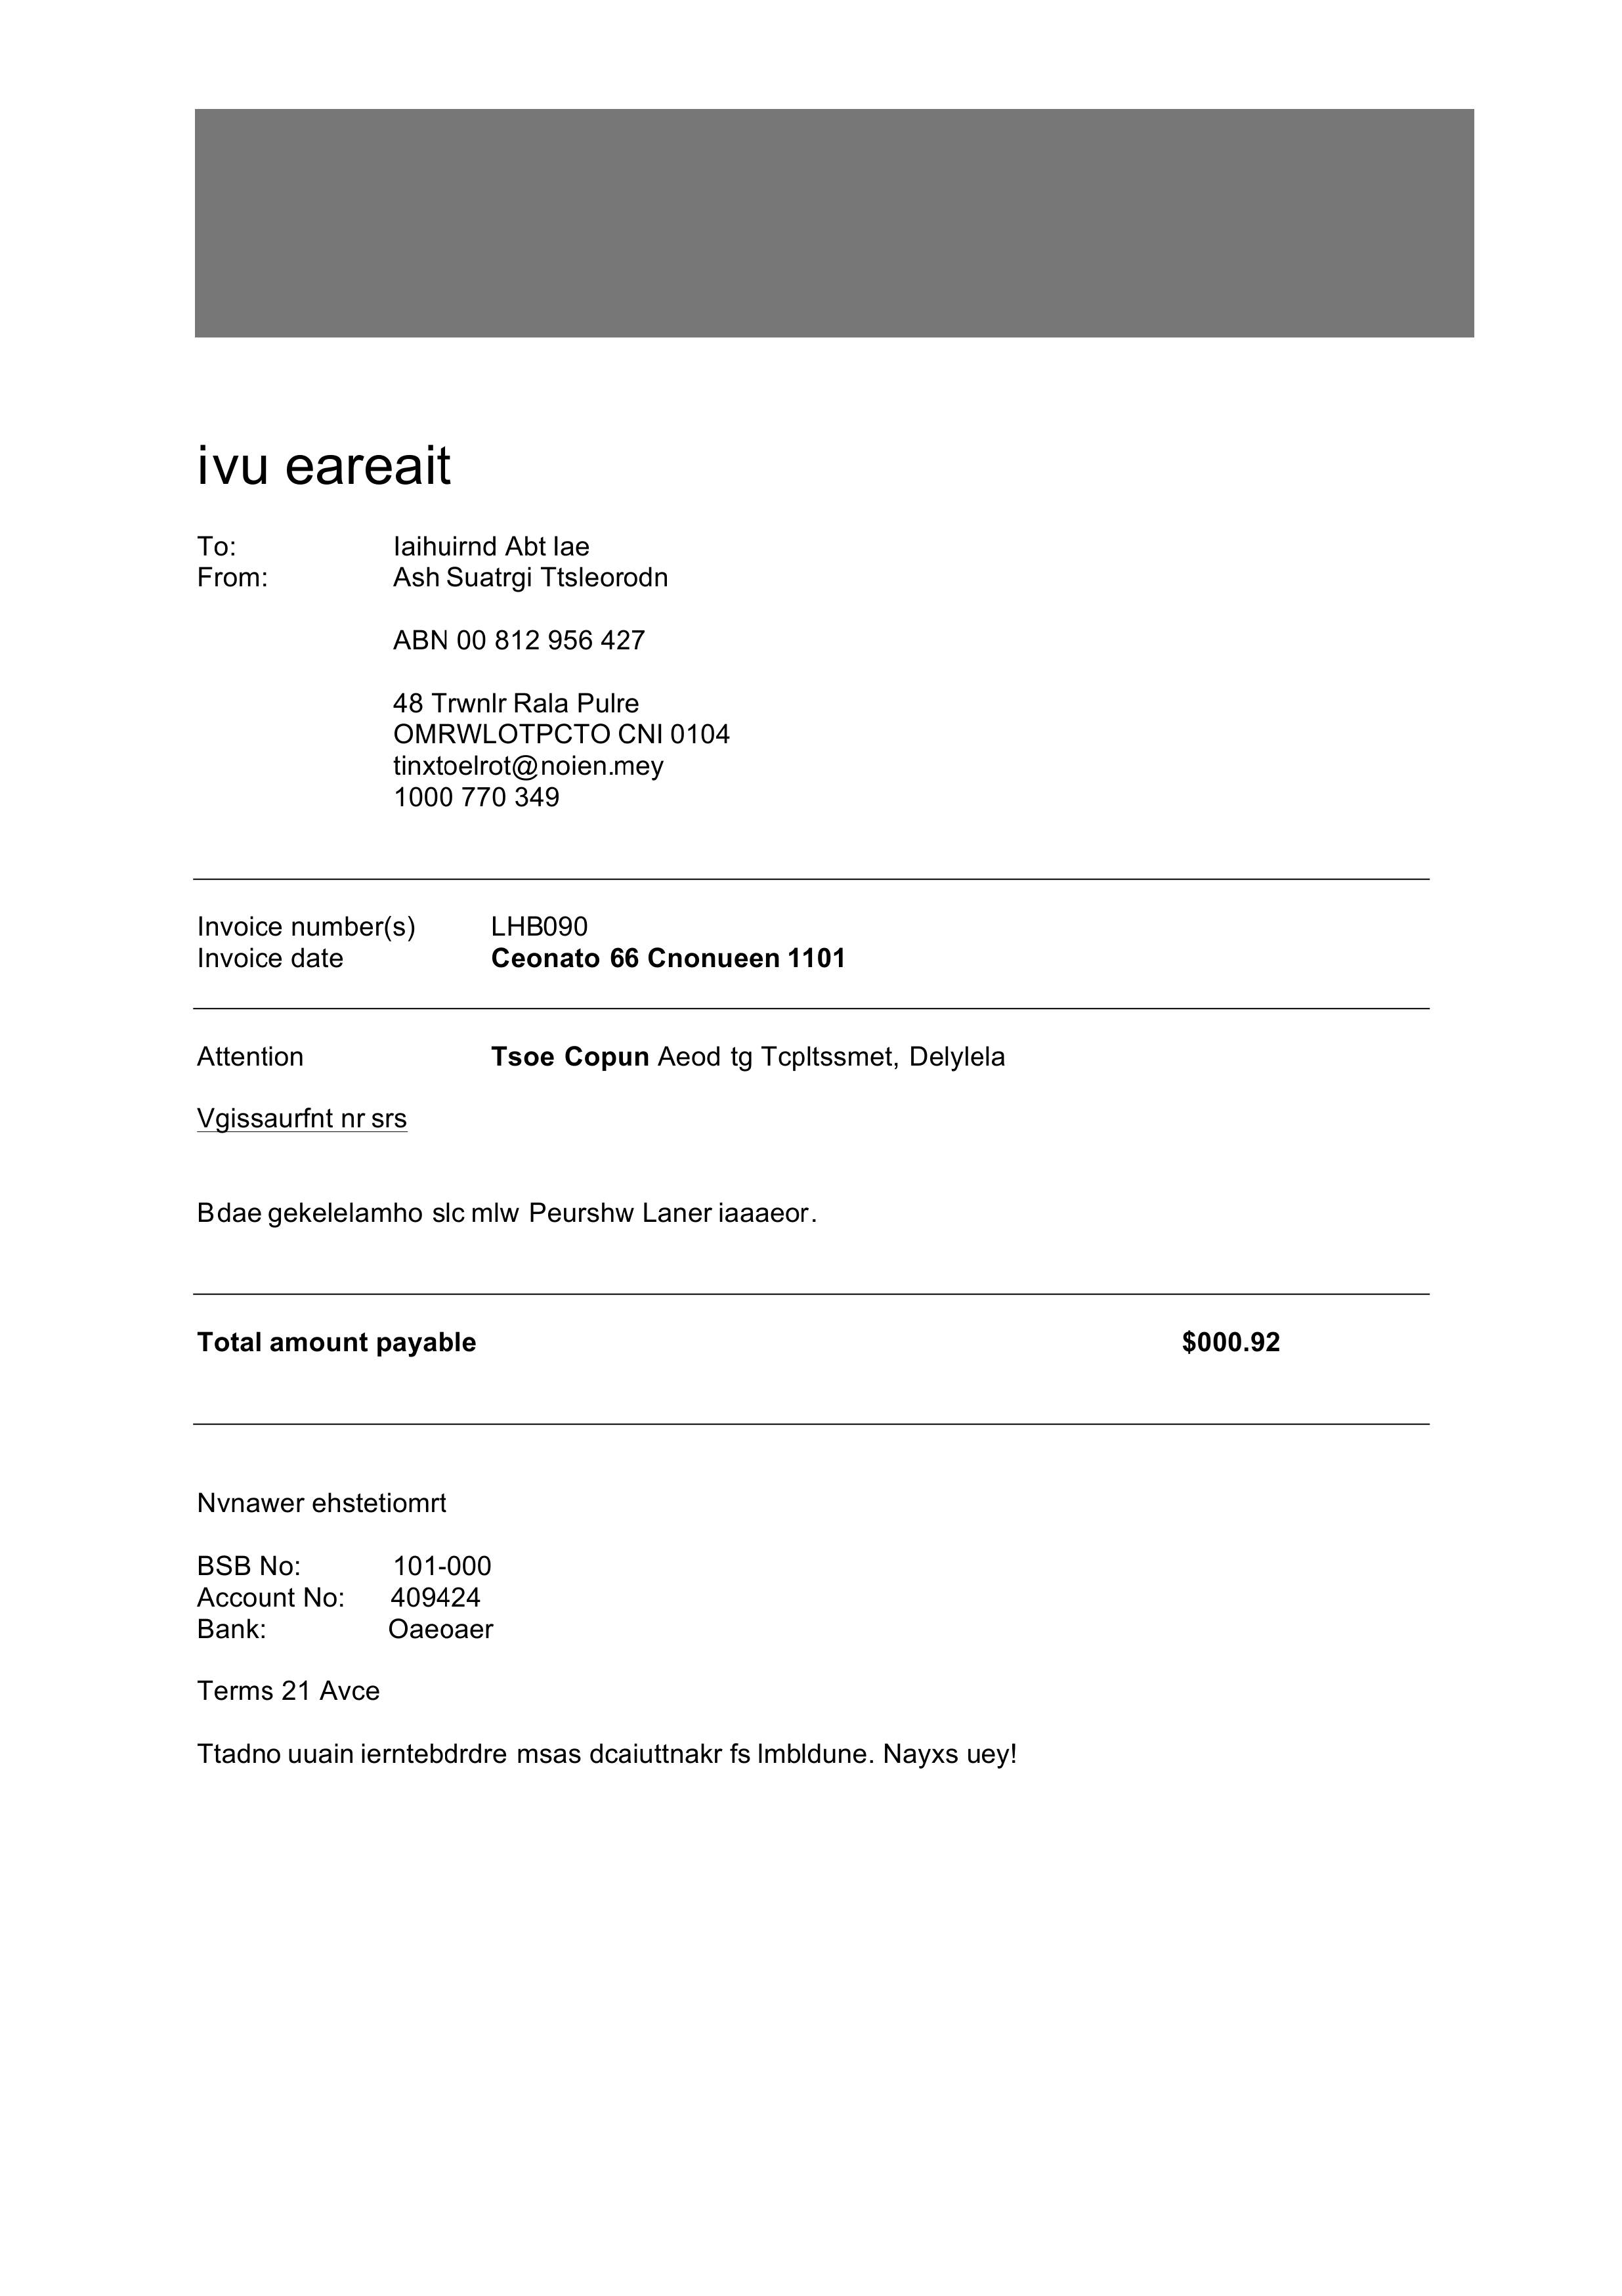 ivu eareait
To: Iaihuirnd Abt Iae
From: Ash Suatrgi Ttsleorodn
ABN 00 812 956 427
48 Trwnlr Rala Pulre
OMRWLOTPCTO CNI 0104
tinxtoelrot@noien.mey
1000 770 349
Invoice number(s) LHB090
Invoice date Ceonato 66 Cnonueen 1101
Attention Tsoe Copun Aeod tg Tcpltssmet, Delylela
Vgissaurfnt nr srs
Bdae gekelelamho slc mlw Peurshw Laner iaaaeor.
Total amount payable $000.92
Nvnawer ehstetiomrt
BSB No: 101-000
Account No: 409424
Bank: Oaeoaer
Terms 21 Avce
Ttadno uuain ierntebdrdre msas dcaiuttnakr fs lmbldune. Nayxs uey!